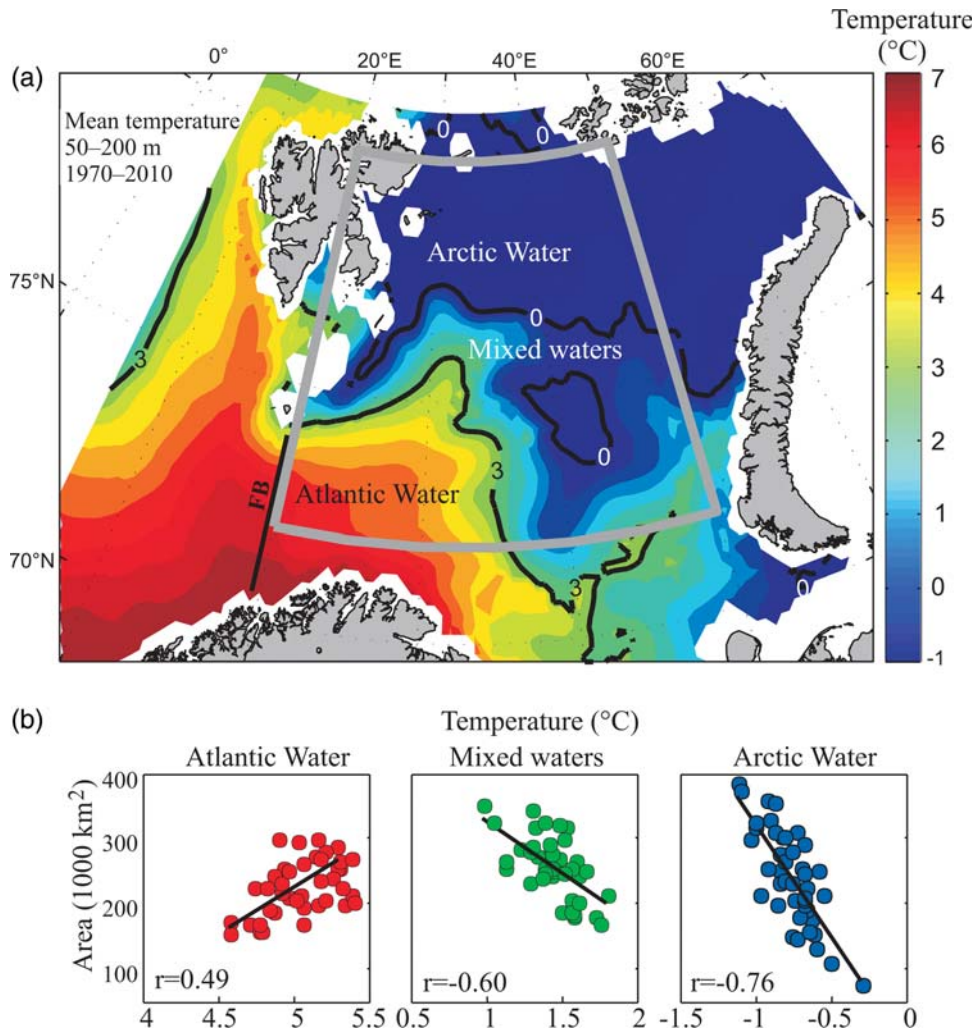 Temperature
(°C)
(a)
0°
20°E
40°E
60°E
Mean temperature
50–200 m
1970–2010
75°N
70°N
0
0
Arctic Water
0
Mixed waters
3
0
3
Atlantic Water
FB
3
0
7
6
5
4
3
2
1
0
-1
(b)
Temperature (°C)
Atlantic Water
Mixed waters
Arctic Water
Area (1000 km²)
400
300
200
100
r=0.49
r=-0.60
r=-0.76
4
4.5
5
5.5
0.5
1
1.5
2
-1.5
-1
-0.5
0